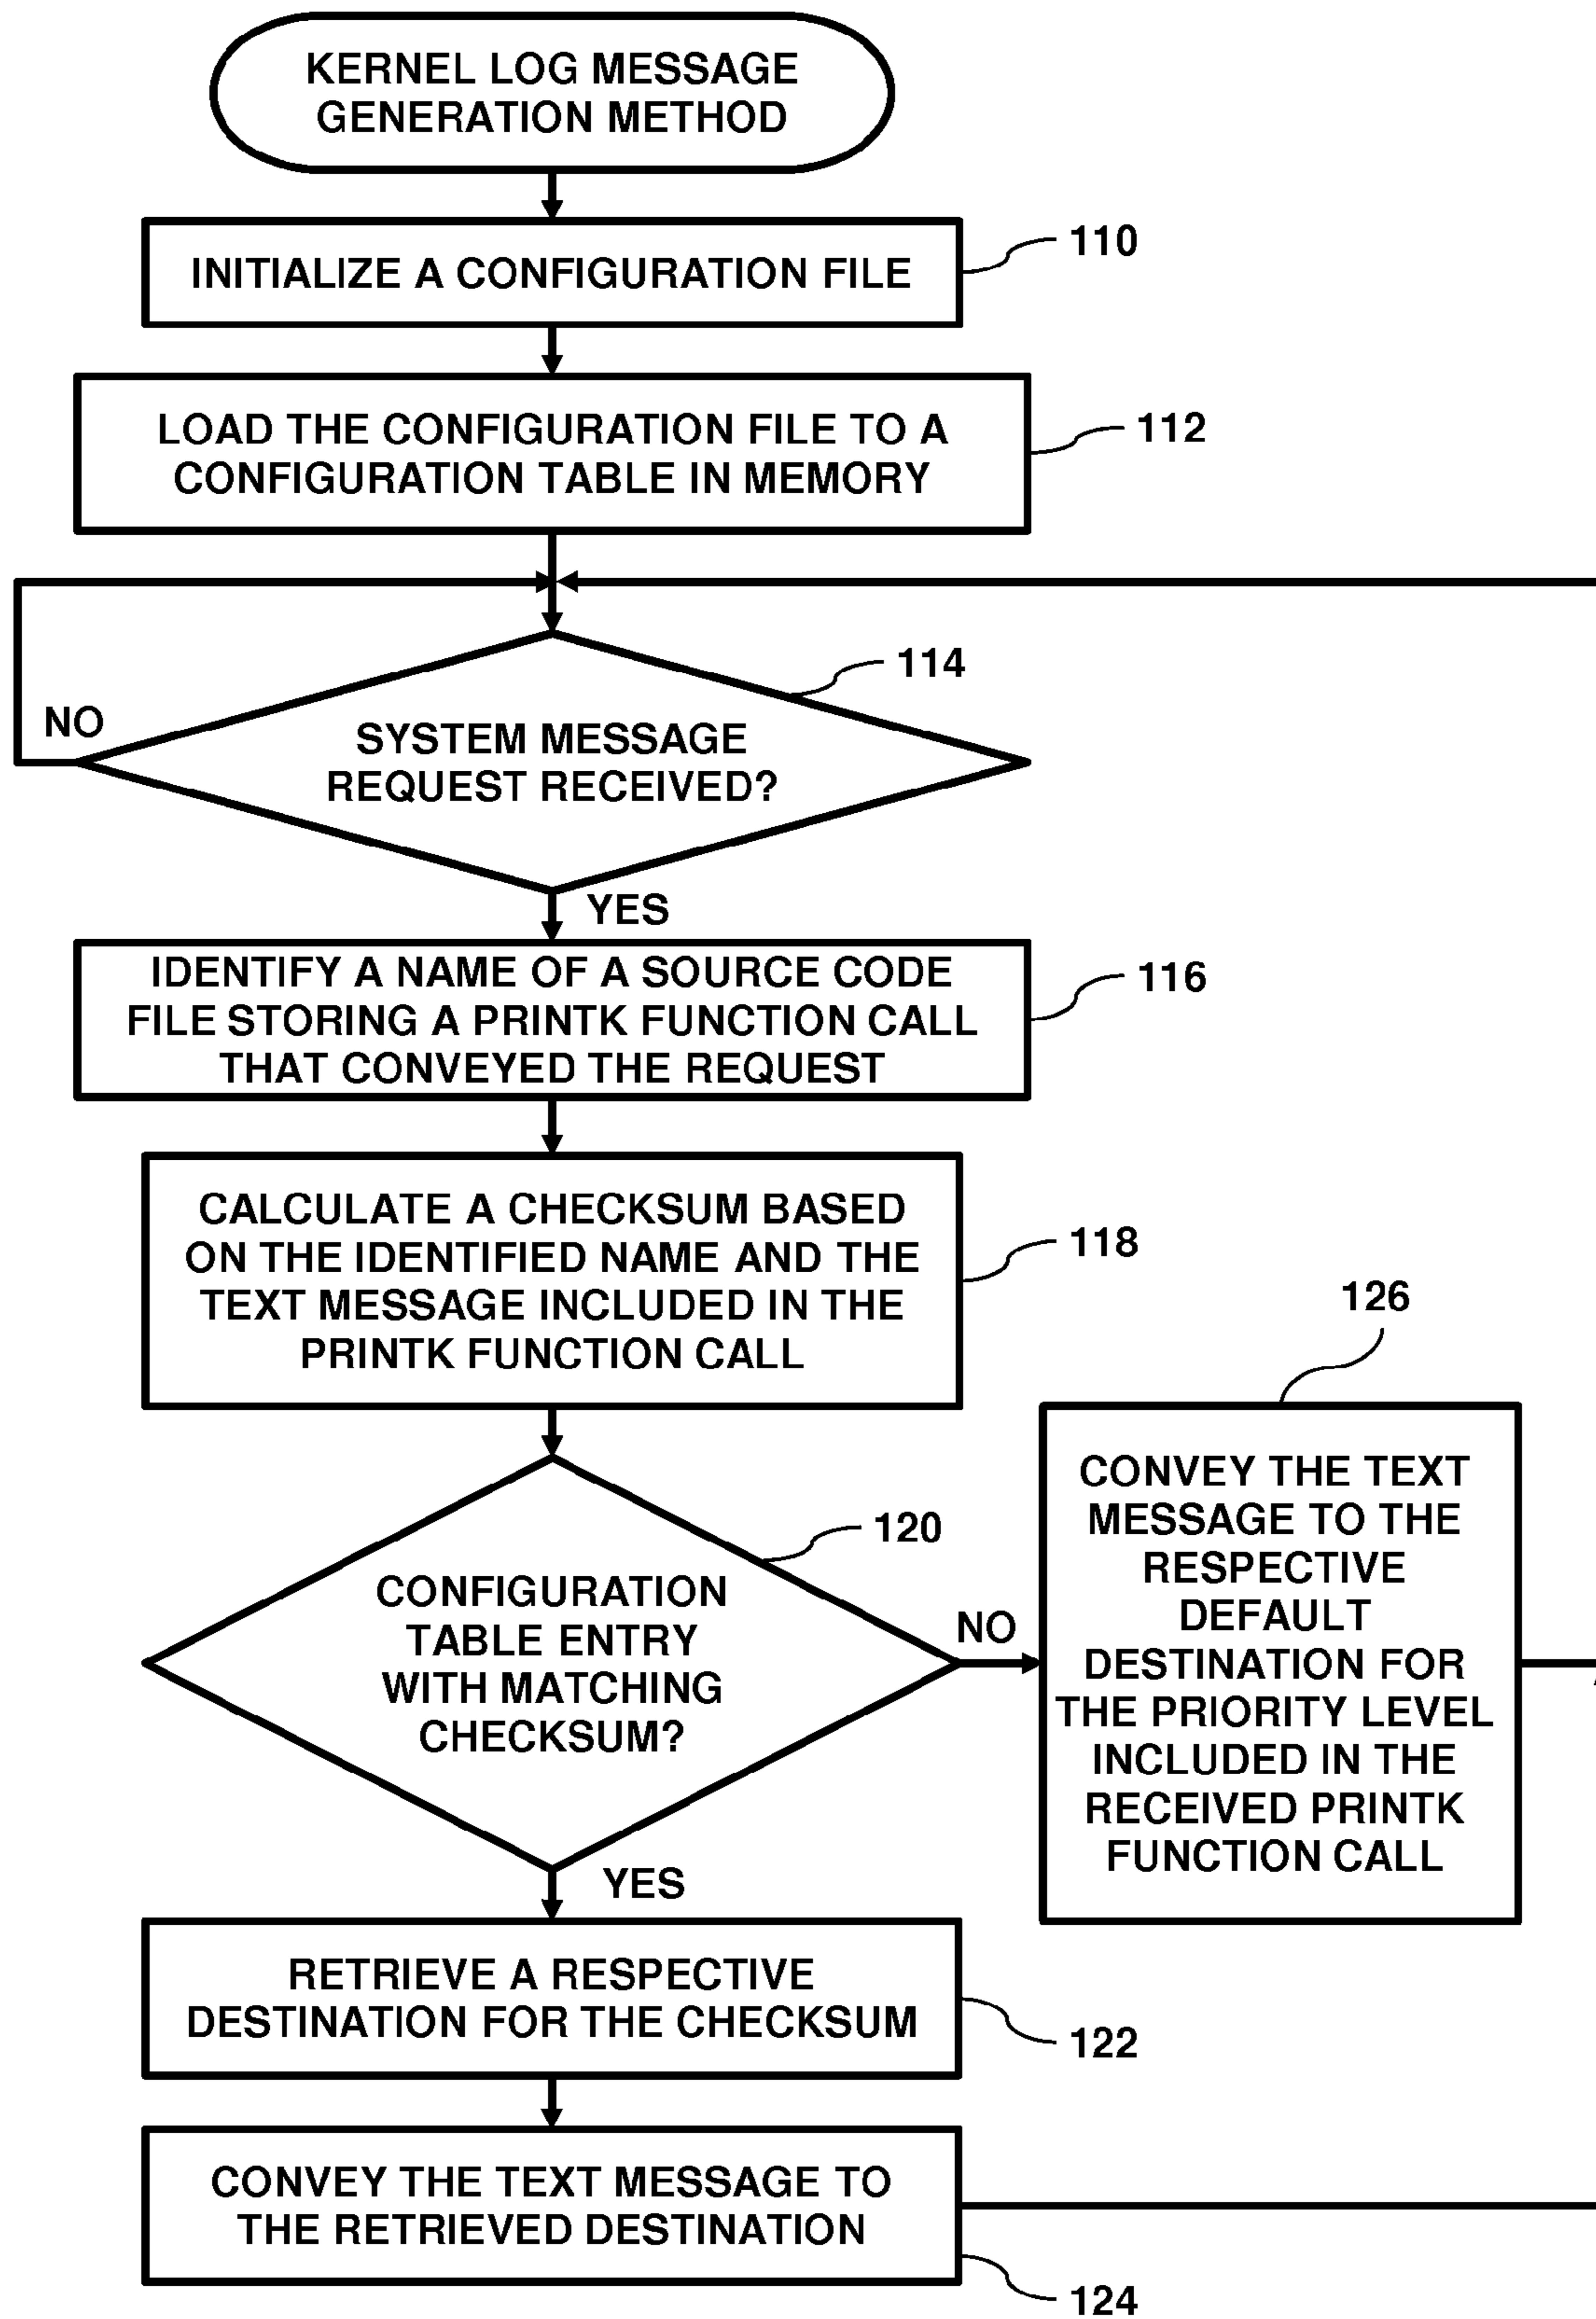 KERNEL LOG MESSAGE
GENERATION METHOD
INITIALIZE A CONFIGURATION FILE
110
LOAD THE CONFIGURATION FILE TO A
CONFIGURATION TABLE IN MEMORY
112
114
NO
SYSTEM MESSAGE
REQUEST RECEIVED?
YES
IDENTIFY A NAME OF A SOURCE CODE
FILE STORING A PRINTK FUNCTION CALL
THAT CONVEYED THE REQUEST
116
CALCULATE A CHECKSUM BASED
ON THE IDENTIFIED NAME AND THE
TEXT MESSAGE INCLUDED IN THE
PRINTK FUNCTION CALL
118
120
CONFIGURATION
TABLE ENTRY
WITH MATCHING
CHECKSUM?
NO
126
CONVEY THE TEXT
MESSAGE TO THE
RESPECTIVE
DEFAULT
DESTINATION FOR
THE PRIORITY LEVEL
INCLUDED IN THE
RECEIVED PRINTK
FUNCTION CALL
YES
RETRIEVE A RESPECTIVE
DESTINATION FOR THE CHECKSUM
122
CONVEY THE TEXT MESSAGE TO
THE RETRIEVED DESTINATION
124